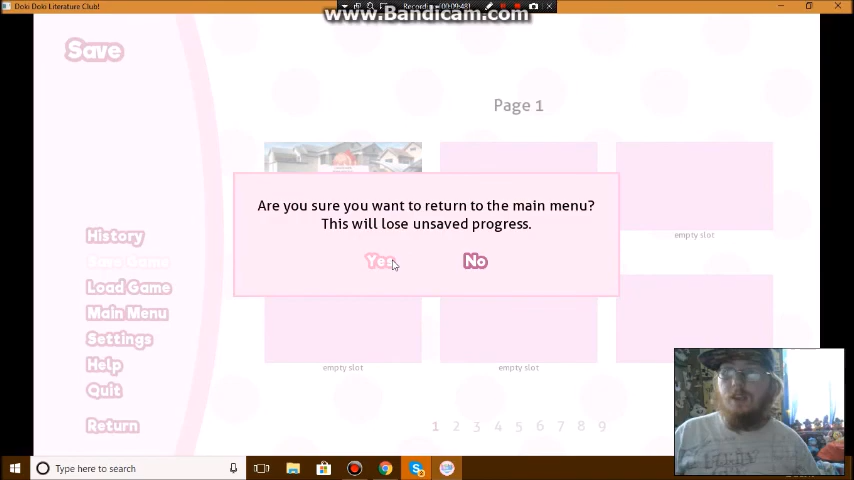 Doki Doki Literature Club!
www.Bandicam.com
Save
Page 1
Are you sure you want to return to the main menu?
This will lose unsaved progress.
Yes
No
History
Save Game
Load Game
Main Menu
Settings
Help
Quit
Return
empty slot
empty slot
empty slot
1 2 3 4 5 6 7 8 9
Type here to search